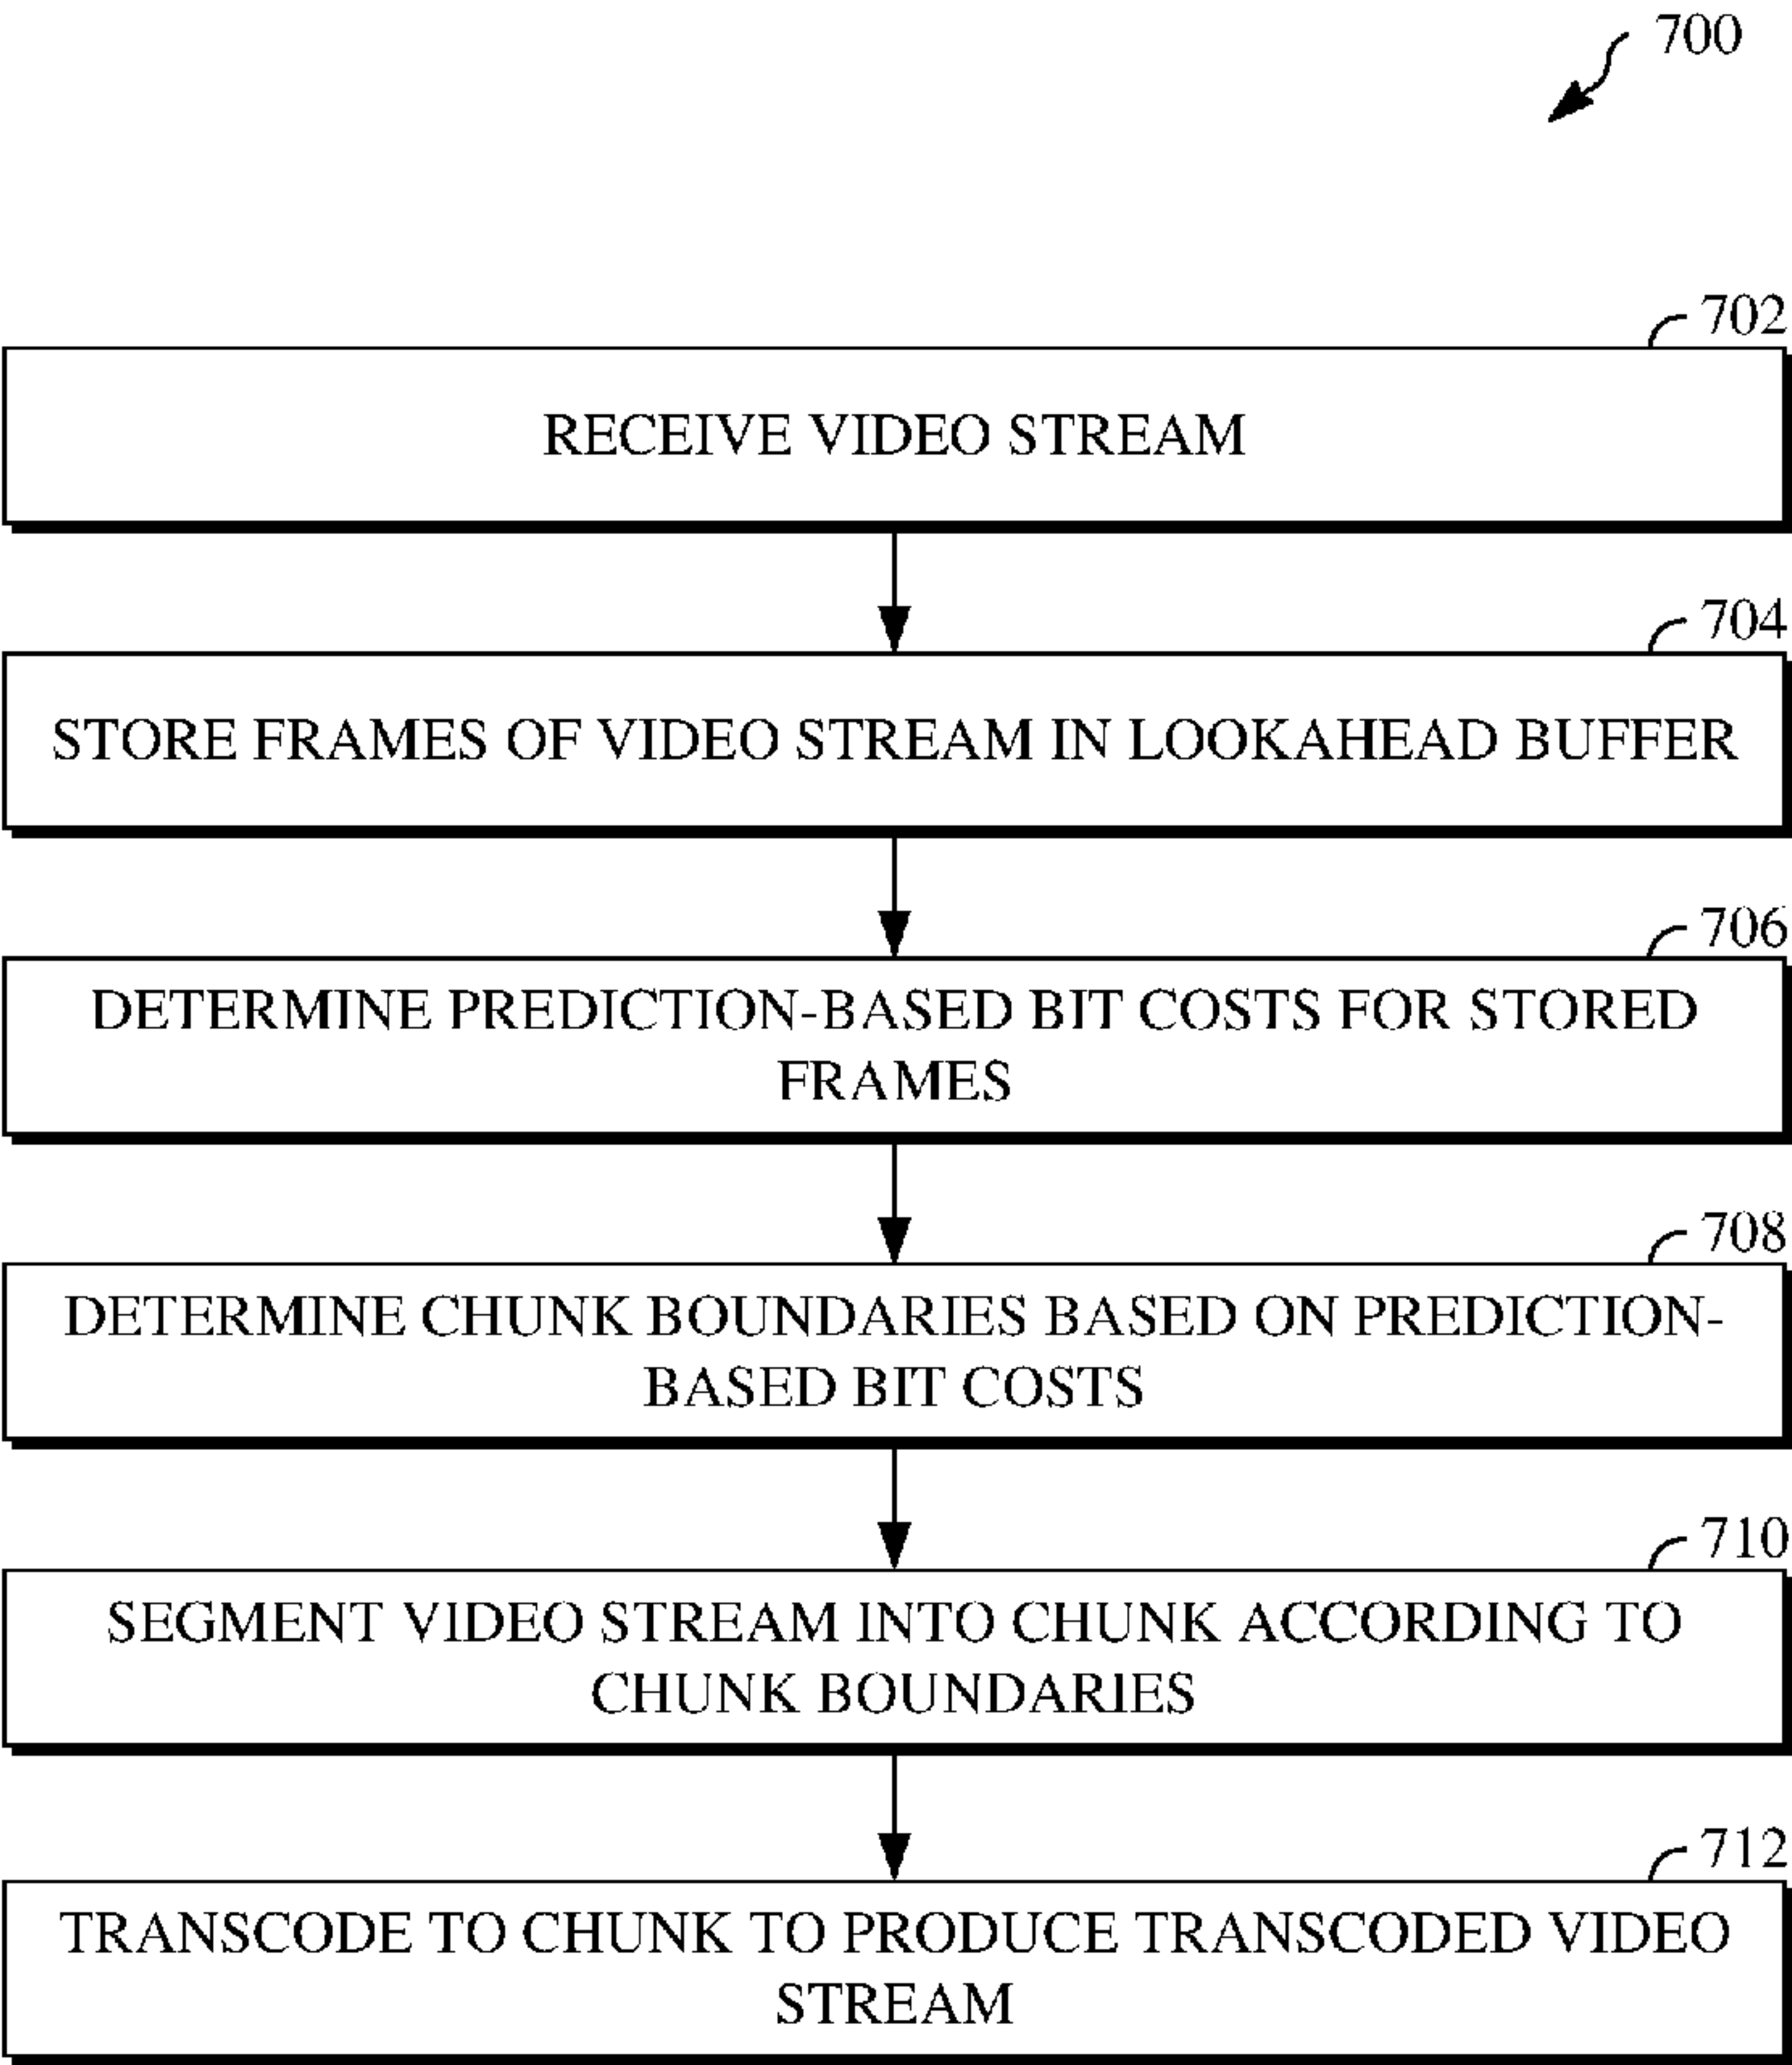 700
702
RECEIVE VIDEO STREAM
704
STORE FRAMES OF VIDEO STREAM IN LOOKAHEAD BUFFER
706
DETERMINE PREDICTION-BASED BIT COSTS FOR STORED
FRAMES
708
DETERMINE CHUNK BOUNDARIES BASED ON PREDICTION-
BASED BIT COSTS
710
SEGMENT VIDEO STREAM INTO CHUNK ACCORDING TO
CHUNK BOUNDARIES
712
TRANSCODE TO CHUNK TO PRODUCE TRANSCODED VIDEO
STREAM